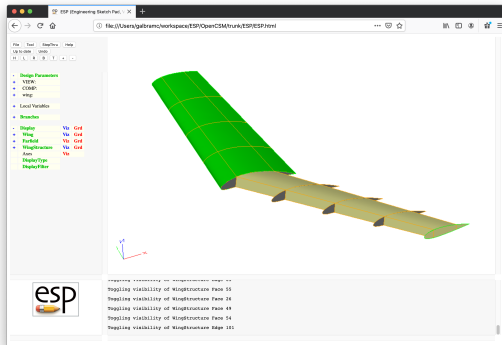 ESP (Engineering Sketch Pad,
file:///Users/galbramc/workspace/ESP/OpenCSM/trunk/ESP/ESP.html
File Tool StepThru Help
Up to date Undo
H L R B T + -
- Design Parameters
+ VIEW:
+ COMP:
+ wing:
+ Local Variables
+ Branches
- Display Viz Grd
+ Wing Viz Grd
+ Farfield Viz Grd
+ WingStructure Viz Grd
Axes Viz
DisplayType
DisplayFilter
esp
Toggling visibility of WingStructure Face 55
Toggling visibility of WingStructure Face 26
Toggling visibility of WingStructure Face 49
Toggling visibility of WingStructure Face 54
Toggling visibility of WingStructure Edge 101